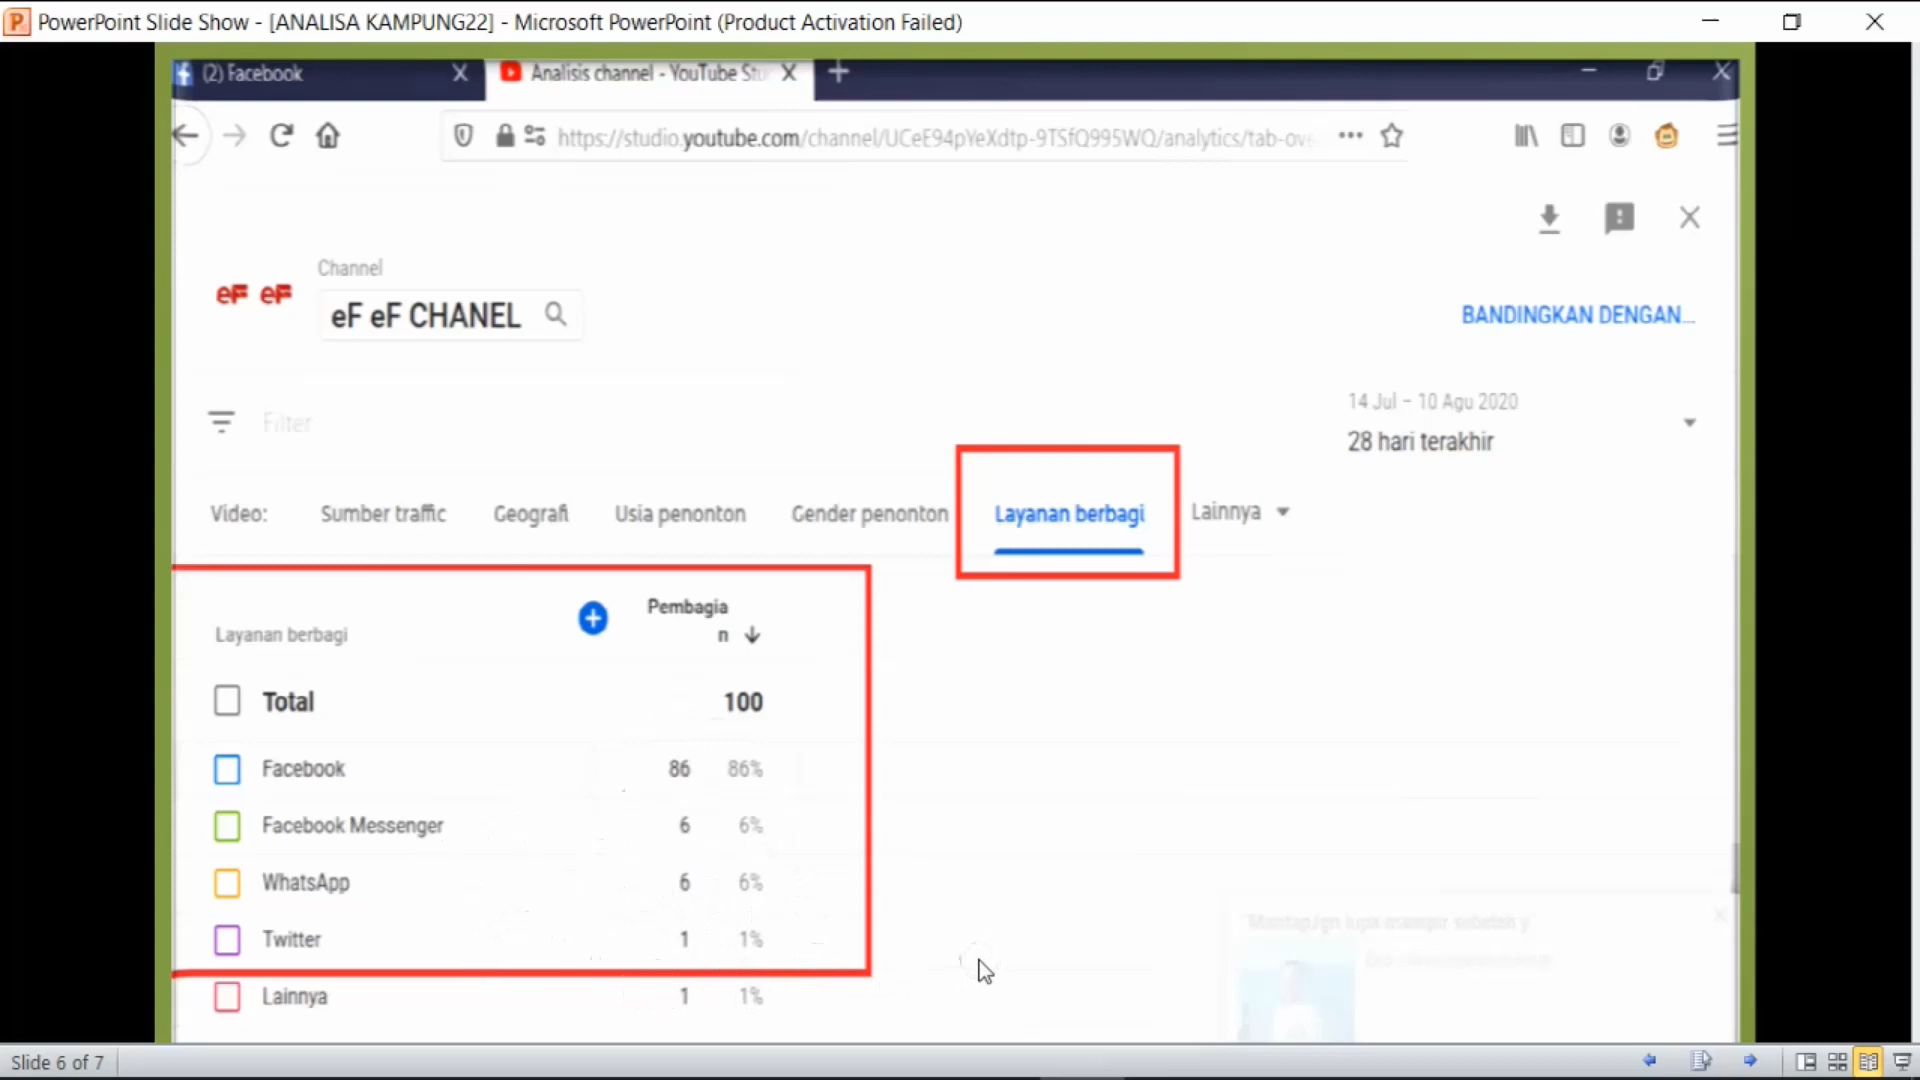 PowerPoint Slide Show - [ANALISA KAMPUNG22] - Microsoft PowerPoint (Product Activation Failed)
(2) Facebook
Analisis channel - YouTube Stu
https://studio.youtube.com/channel/UCeE94pYeXdtp-9TSfQ995WQ/analytics/tab-ove
Channel
eF eF
eF eF CHANEL
BANDINGKAN DENGAN...
Filter
14 Jul – 10 Agu 2020
28 hari terakhir
Video: Sumber traffic Geografi Usia penonton Gender penonton Layanan berbagi Lainnya
Layanan berbagi
Pembagia
n
Total 100
Facebook 86 86%
Facebook Messenger 6 6%
WhatsApp 6 6%
Twitter 1 1%
Lainnya 1 1%
Slide 6 of 7